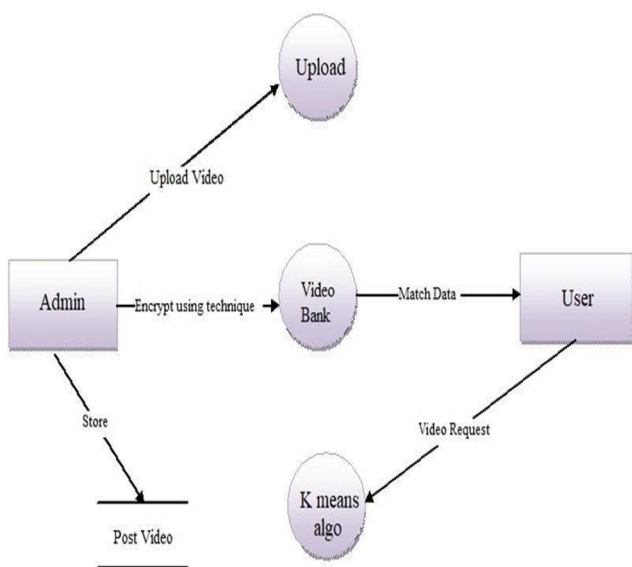 Upload
Upload Video
Admin
Encrypt using technique
Video
Bank
Match Data
User
Store
Video Request
Post Video
K means
algo